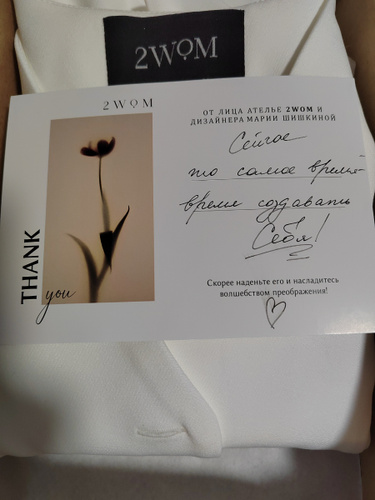 2WOM
2WOM
THANK
you
ОТ ЛИЦА АТЕЛЬЕ 2WOM И
ДИЗАЙНЕРА МАРИИ ШИШКИНОЙ
Сейчас
то самое время -
время создавать
Себя!
Скорее наденьте его и насладитесь
волшебством преображения!